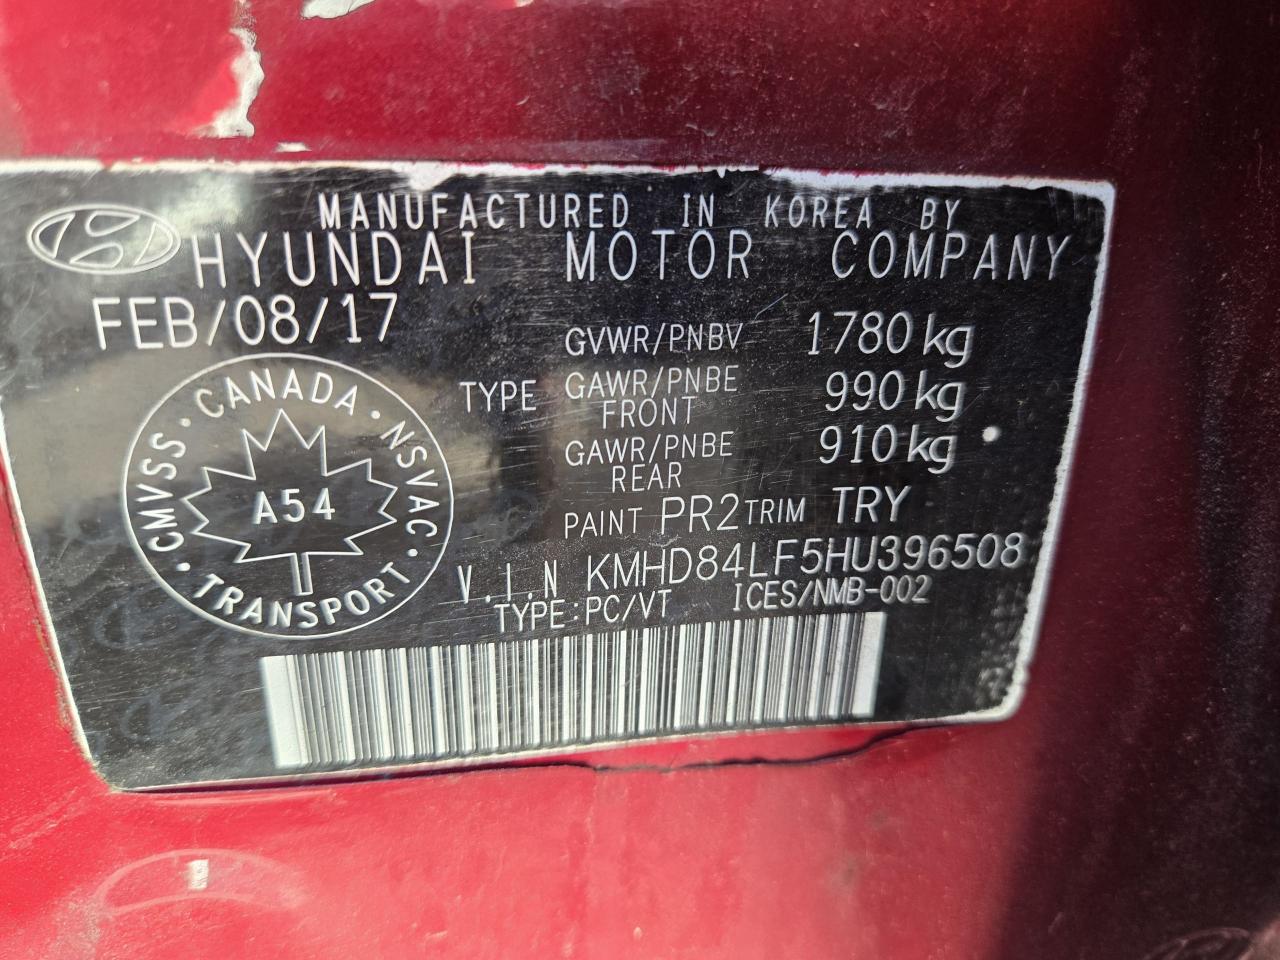 MANUFACTURED IN KOREA BY
HYUNDAI MOTOR COMPANY
FEB/08/17
GVWR/PNBV 1780 kg
TYPE GAWR/PNBE FRONT 990 kg
GAWR/PNBE REAR 910 kg
PAINT PR2 TRIM TRY
V.I.N KMHD84LF5HU396508
TYPE:PC/VT ICES/NMB-002
CMVSS · CANADA · NSVAC · TRANSPORT ·
A54